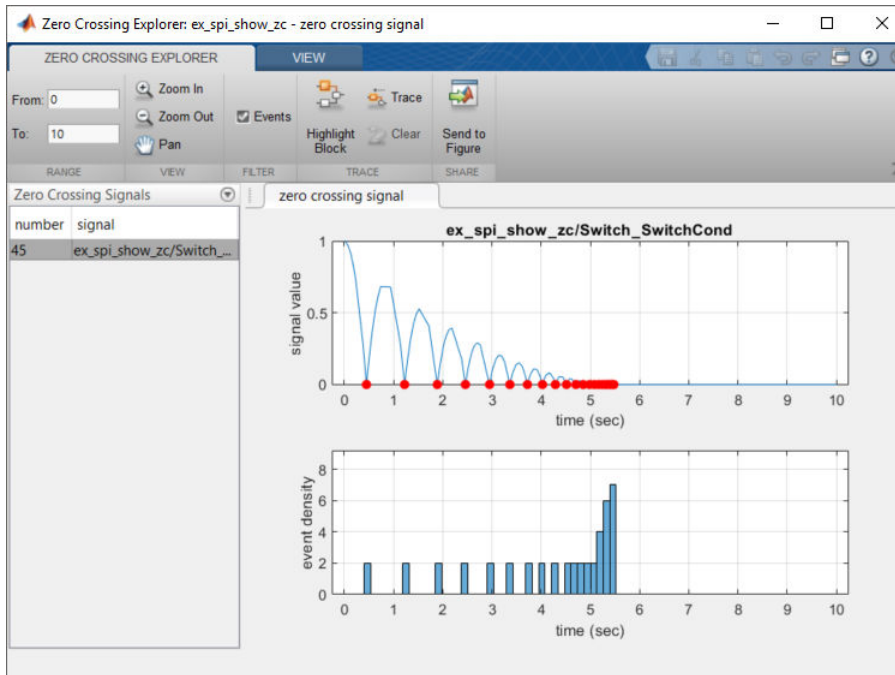 Zero Crossing Explorer: ex_spi_show_zc - zero crossing signal
ZERO CROSSING EXPLORER VIEW
From: 0
To: 10
RANGE
Zoom In
Zoom Out
Pan
VIEW
Events
FILTER
Highlight
Block
Trace
Clear
TRACE
Send to
Figure
SHARE
Zero Crossing Signals
number signal
45 ex_spi_show_zc/Switch_...
zero crossing signal
ex_spi_show_zc/Switch_SwitchCond
signal value
1
0.5
0
0 1 2 3 4 5 6 7 8 9 10
time (sec)
event density
8
6
4
2
0
0 1 2 3 4 5 6 7 8 9 10
time (sec)